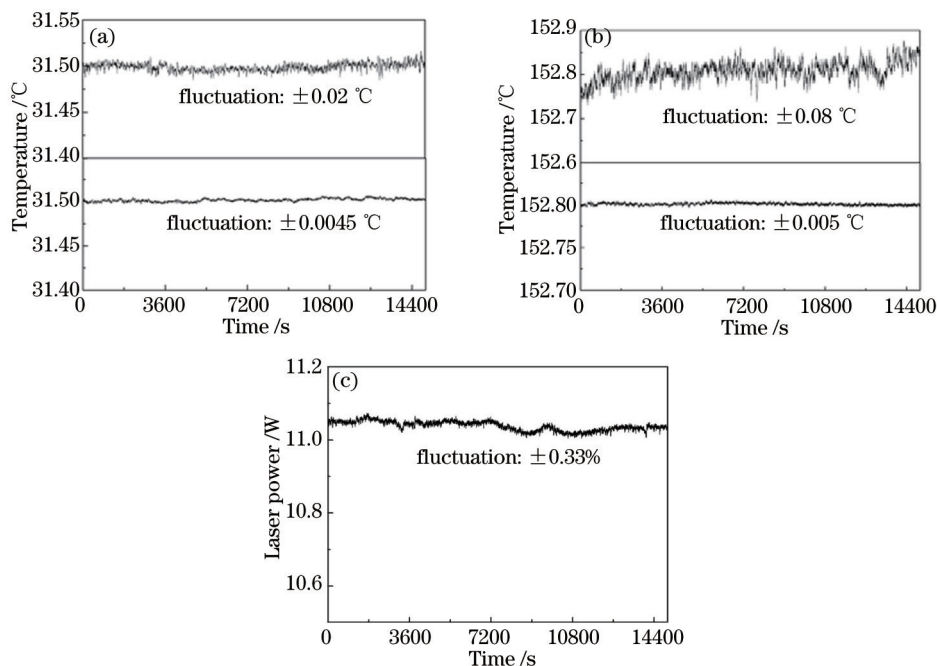 (a)
Temperature /℃
31.55
31.50
31.45
31.40
fluctuation: ±0.02 ℃
31.50
31.45
31.40
fluctuation: ±0.0045 ℃
0 3600 7200 10800 14400
Time /s
(b)
Temperature /℃
152.9
152.8
152.7
152.6
fluctuation: ±0.08 ℃
152.80
152.75
152.70
fluctuation: ±0.005 ℃
0 3600 7200 10800 14400
Time /s
(c)
Laser power /W
11.2
11.0
10.8
10.6
fluctuation: ±0.33%
0 3600 7200 10800 14400
Time /s